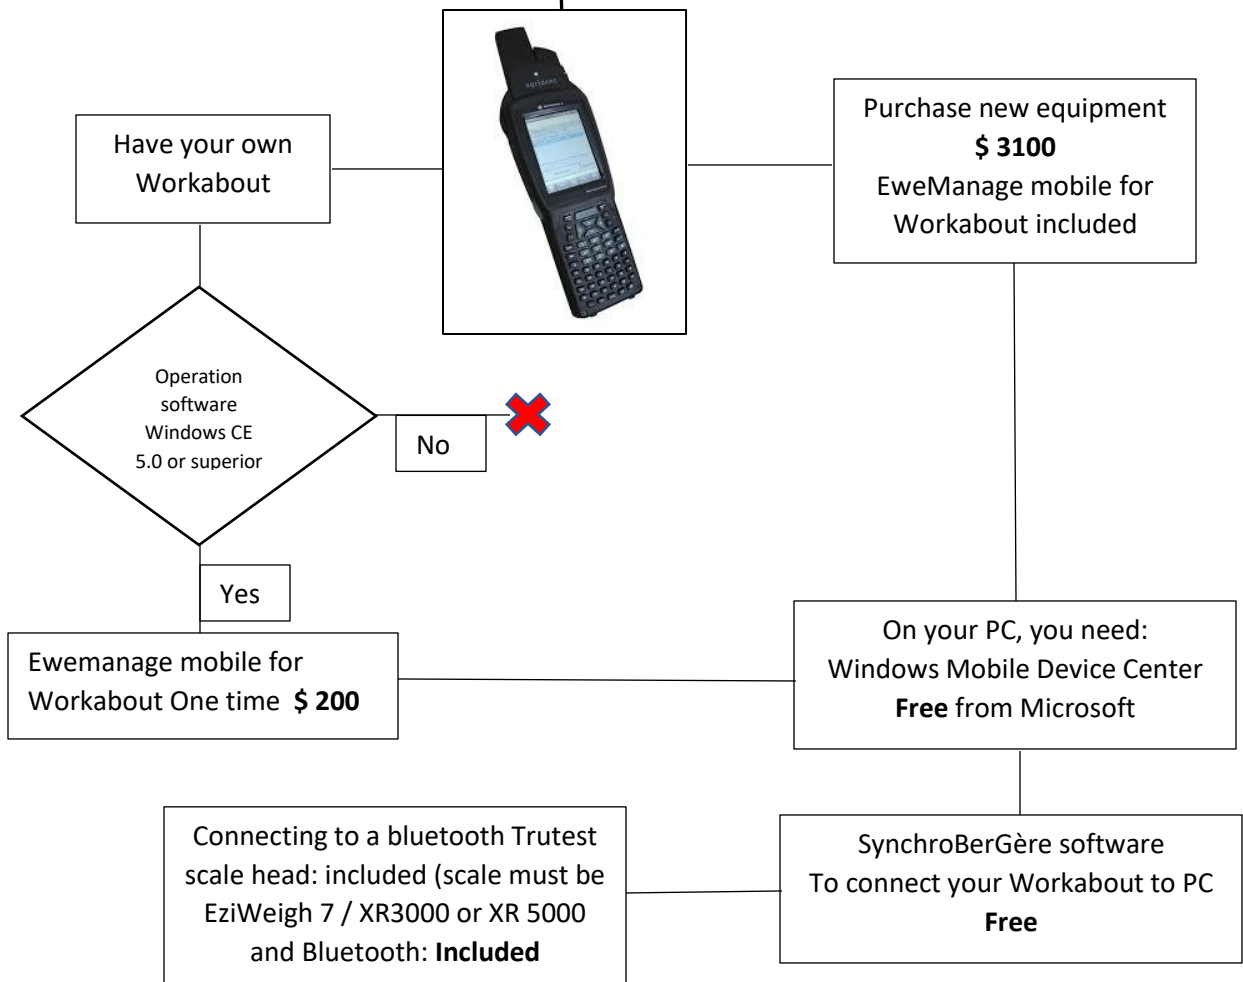 agrident
Have your own
Workabout
Purchase new equipment
$ 3100
EweManage mobile for
Workabout included
Operation
software
Windows CE
5.0 or superior
No
Yes
Ewemanage mobile for
Workabout One time $ 200
On your PC, you need:
Windows Mobile Device Center
Free from Microsoft
Connecting to a bluetooth Trutest
scale head: included (scale must be
EziWeigh 7 / XR3000 or XR 5000
and Bluetooth: Included
SynchroBerGère software
To connect your Workabout to PC
Free